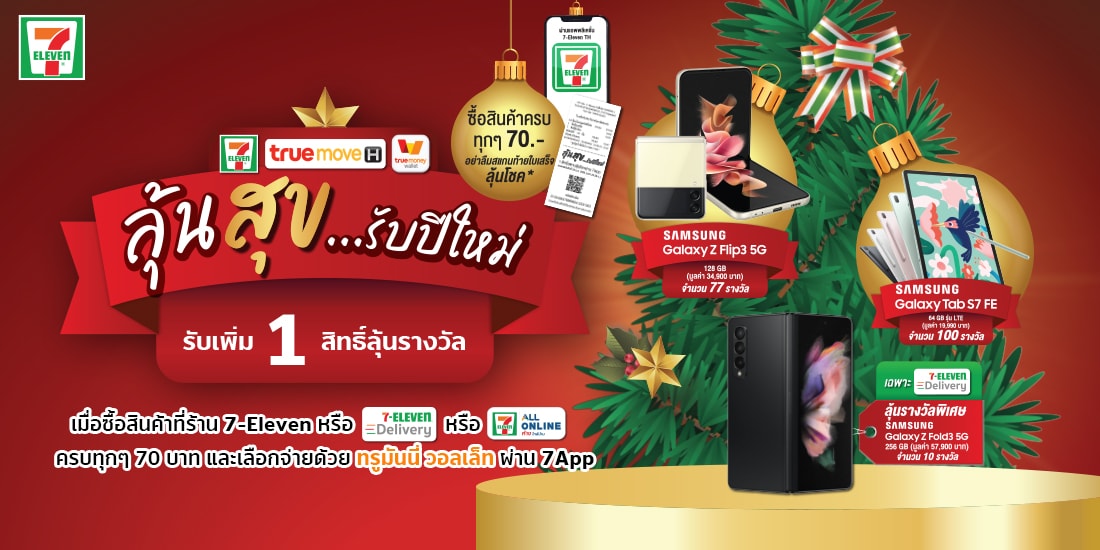 7
ELEVEN
ผ่านแอพพลิเคชั่น
7-Eleven TH
7
ELEVEN
ซื้อสินค้าครบ
ทุกๆ 70.-
อย่าลืมสแกนท้ายใบเสร็จ
ลุ้นโชค*
ลุ้นสุข...รับปีใหม่
7
ELEVEN
true move H
truemoney
wallet
ลุ้นสุข...รับปีใหม่
รับเพิ่ม 1 สิทธิ์ลุ้นรางวัล
เมื่อซื้อสินค้าที่ร้าน 7-Eleven หรือ 7-ELEVEN Delivery หรือ 7 ELEVEN ALL ONLINE
ครบทุกๆ 70 บาท และเลือกจ่ายด้วย ทรูมันนี่ วอลเล็ท ผ่าน 7App
SAMSUNG
Galaxy Z Flip3 5G
128 GB
(มูลค่า 34,900 บาท)
จำนวน 77 รางวัล
SAMSUNG
Galaxy Tab S7 FE
64 GB รุ่น LTE
(มูลค่า 19,990 บาท)
จำนวน 100 รางวัล
เฉพาะ 7-ELEVEN Delivery
ลุ้นรางวัลพิเศษ
SAMSUNG
Galaxy Z Fold3 5G
256 GB (มูลค่า 57,900 บาท)
จำนวน 10 รางวัล